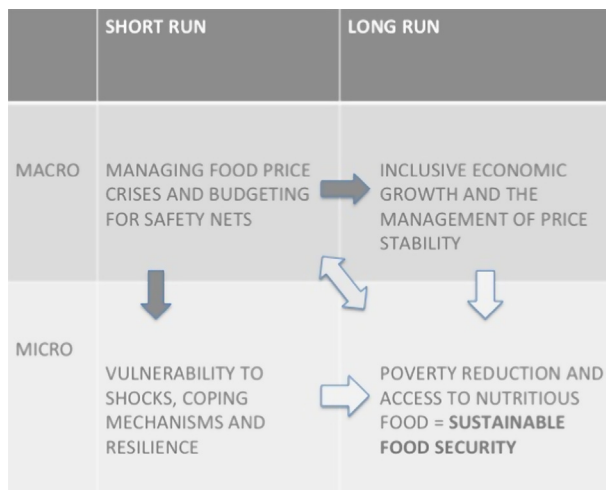 SHORT RUN
LONG RUN
MACRO
MANAGING FOOD PRICE
CRISES AND BUDGETING
FOR SAFETY NETS
INCLUSIVE ECONOMIC
GROWTH AND THE
MANAGEMENT OF PRICE
STABILITY
MICRO
VULNERABILITY TO
SHOCKS, COPING
MECHANISMS AND
RESILIENCE
POVERTY REDUCTION AND
ACCESS TO NUTRITIOUS
FOOD = SUSTAINABLE
FOOD SECURITY